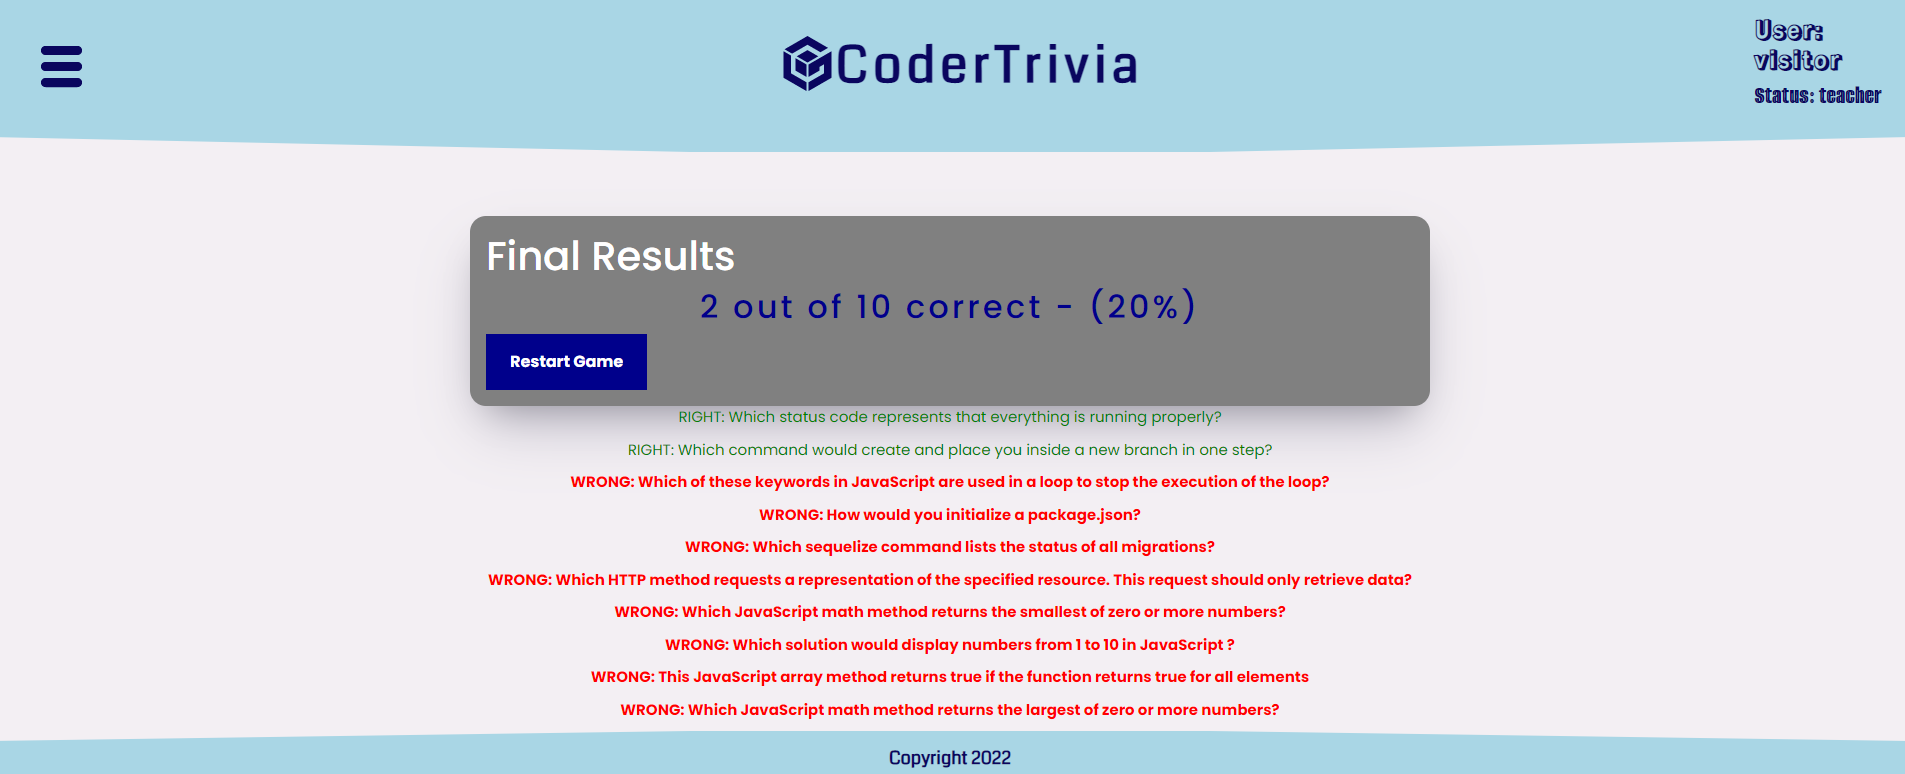 CoderTrivia
User:
visitor
Status: teacher
Final Results
2 out of 10 correct - (20%)
Restart Game
RIGHT: Which status code represents that everything is running properly?
RIGHT: Which command would create and place you inside a new branch in one step?
WRONG: Which of these keywords in JavaScript are used in a loop to stop the execution of the loop?
WRONG: How would you initialize a package.json?
WRONG: Which sequelize command lists the status of all migrations?
WRONG: Which HTTP method requests a representation of the specified resource. This request should only retrieve data?
WRONG: Which JavaScript math method returns the smallest of zero or more numbers?
WRONG: Which solution would display numbers from 1 to 10 in JavaScript ?
WRONG: This JavaScript array method returns true if the function returns true for all elements
WRONG: Which JavaScript math method returns the largest of zero or more numbers?
Copyright 2022